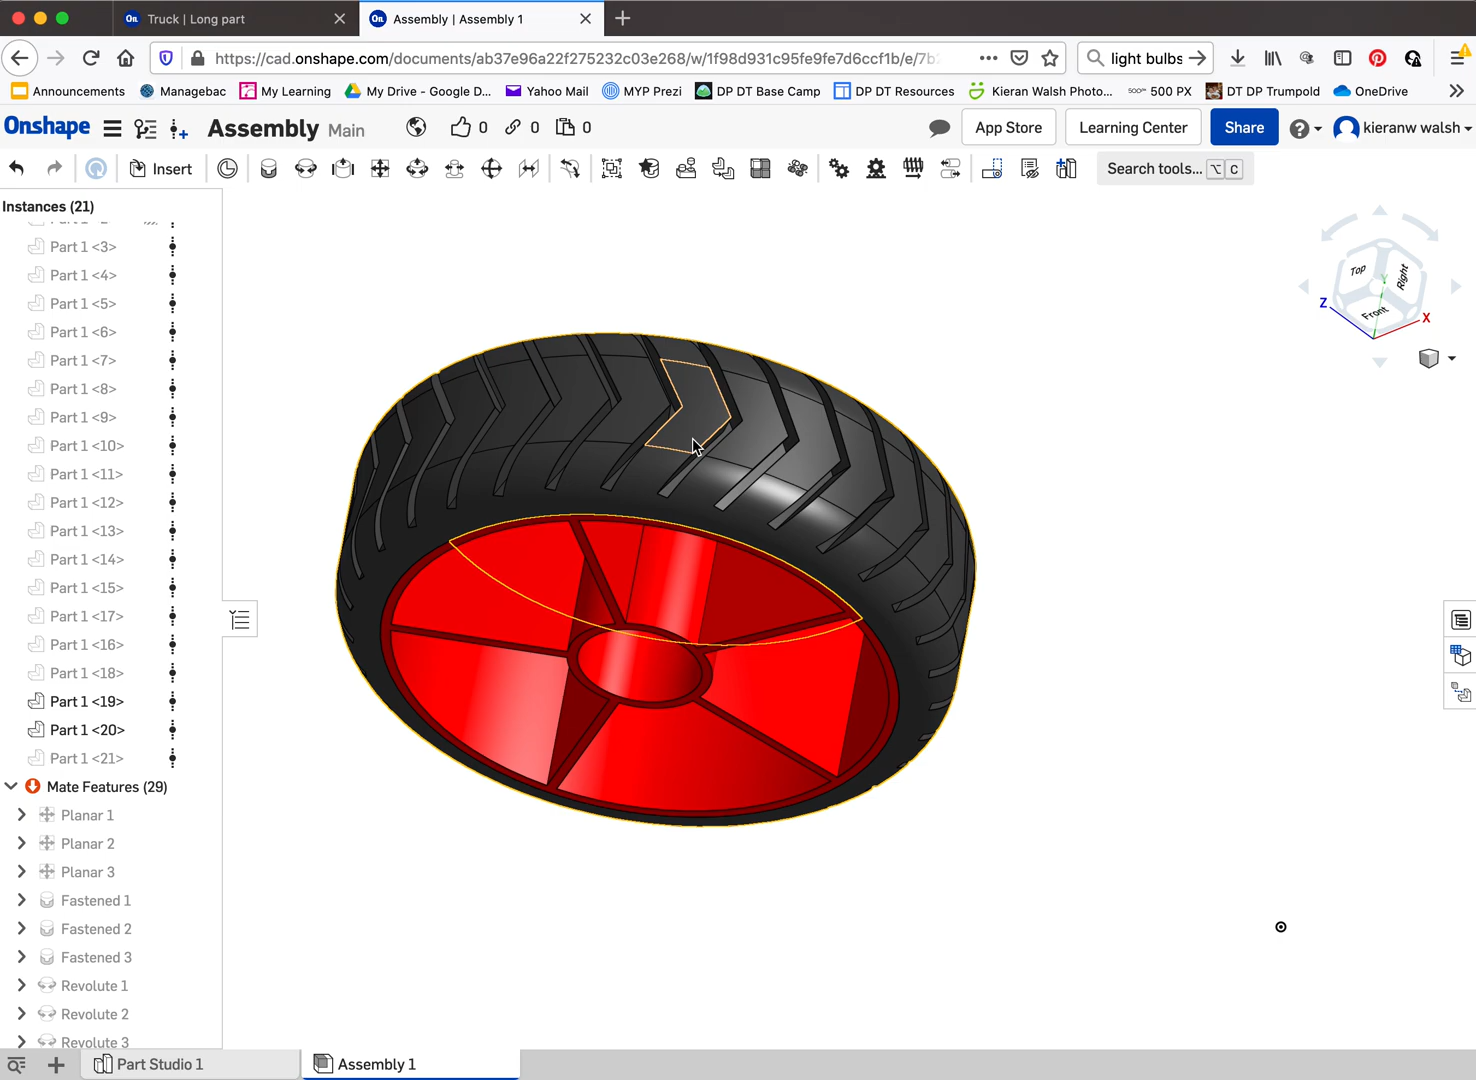 Truck | Long part
Assembly | Assembly 1
https://cad.onshape.com/documents/ab37e96a22f275232c03e268/w/1f98d931c95fe9fe7d6ccf1b/e/7b
light bulbs
Announcements
Managebac
My Learning
My Drive - Google D...
Yahoo Mail
MYP Prezi
DP DT Base Camp
DP DT Resources
Kieran Walsh Photo...
500 PX
DT DP Trumpold
OneDrive
Onshape
Assembly Main
0
0
0
App Store
Learning Center
Share
kieranw walsh
Insert
Search tools... ⌥ C
Instances (21)
Part 1 <3>
Part 1 <4>
Part 1 <5>
Part 1 <6>
Part 1 <7>
Part 1 <8>
Part 1 <9>
Part 1 <10>
Part 1 <11>
Part 1 <12>
Part 1 <13>
Part 1 <14>
Part 1 <15>
Part 1 <17>
Part 1 <16>
Part 1 <18>
Part 1 <19>
Part 1 <20>
Part 1 <21>
Mate Features (29)
Planar 1
Planar 2
Planar 3
Fastened 1
Fastened 2
Fastened 3
Revolute 1
Revolute 2
Revolute 3
Top
Right
Front
Z
Y
X
Part Studio 1
Assembly 1